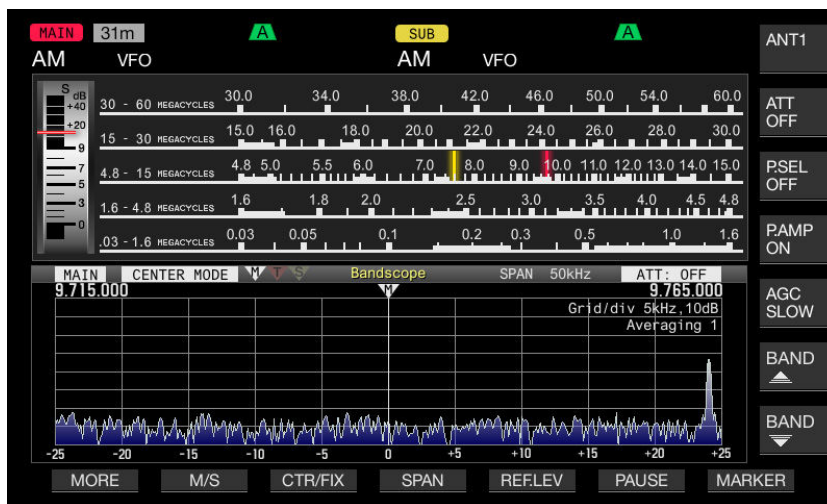 MAIN 31m A SUB A ANT1
AM VFO AM VFO
S
dB
+40
+20
9
7
5
3
0
30 - 60 MEGACYCLES 30.0 34.0 38.0 42.0 46.0 50.0 54.0 60.0
15 - 30 MEGACYCLES 15.0 16.0 18.0 20.0 22.0 24.0 26.0 28.0 30.0
4.8 - 15 MEGACYCLES 4.8 5.0 5.5 6.0 7.0 8.0 9.0 10.0 11.0 12.0 13.0 14.0 15.0
1.6 - 4.8 MEGACYCLES 1.6 1.8 2.0 2.5 3.0 3.5 4.0 4.5 4.8
.03 - 1.6 MEGACYCLES 0.03 0.05 0.1 0.2 0.3 0.5 1.0 1.6
ATT
OFF
P.SEL
OFF
P.AMP
ON
AGC
SLOW
BAND
BAND
MAIN CENTER MODE M T S Bandscope SPAN 50kHz ATT: OFF
9.715.000 M 9.765.000
Grid/div 5kHz,10dB
Averaging 1
-25 -20 -15 -10 -5 0 +5 +10 +15 +20 +25
MORE M/S CTR/FIX SPAN REF.LEV PAUSE MARKER